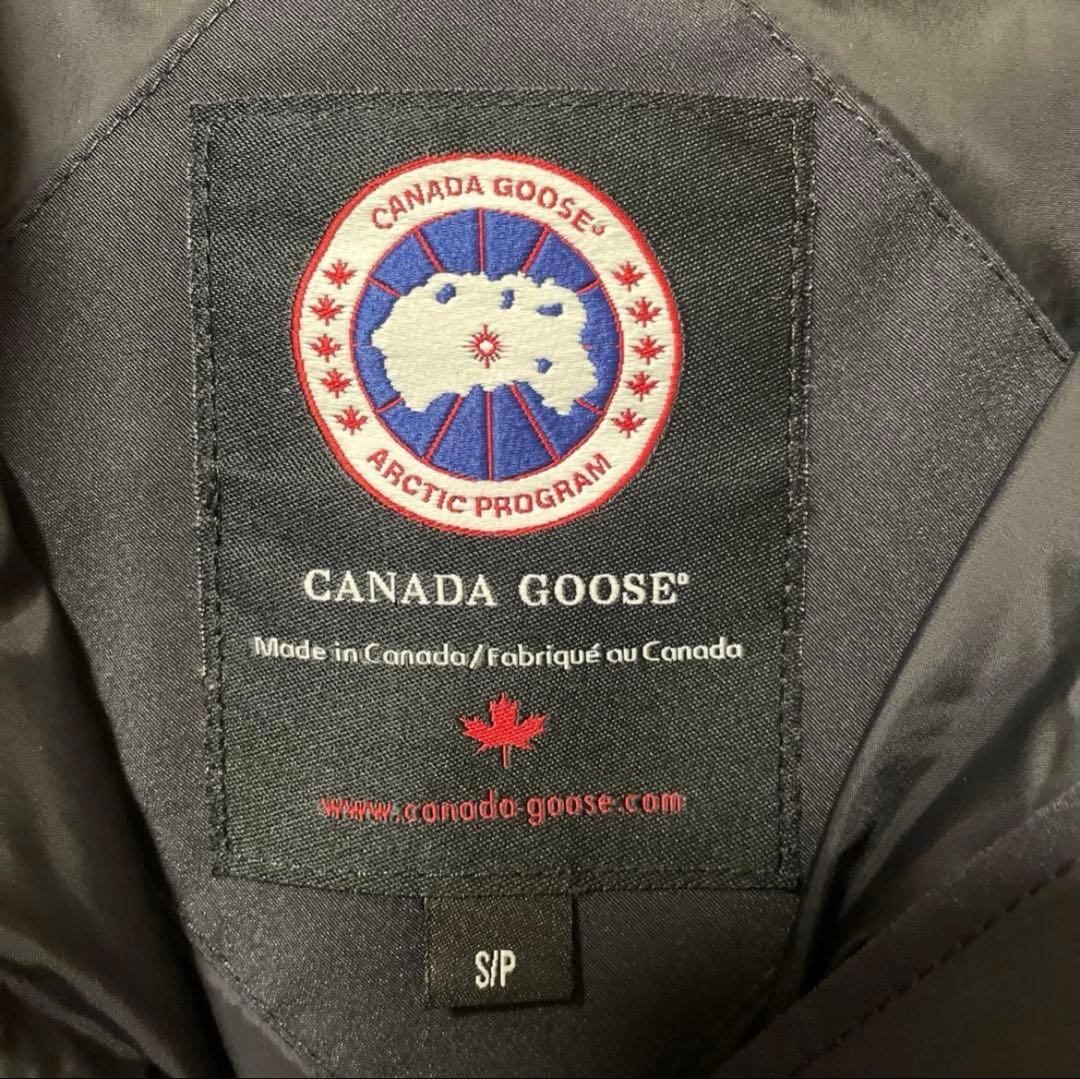 CANADA GOOSE®
ARCTIC PROGRAM
CANADA GOOSE®
Made in Canada/Fabriqué au Canada
www.canada-goose.com
S/P